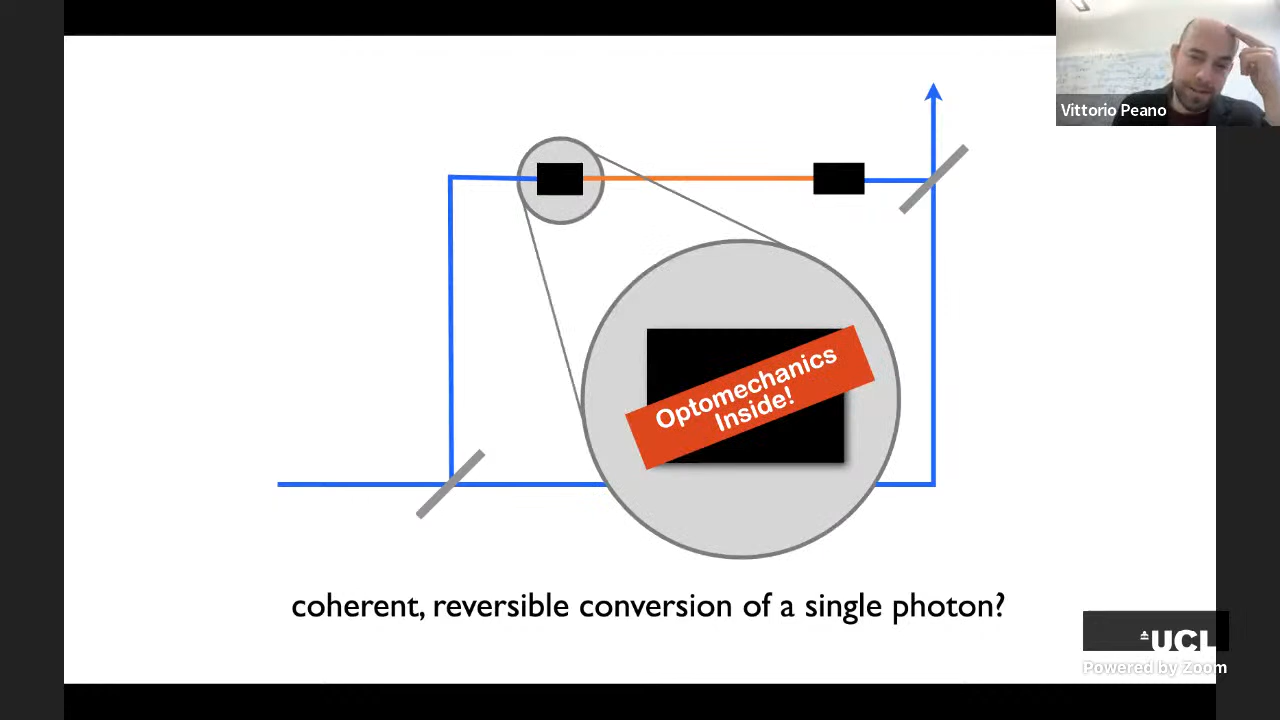 Vittorio Peano
Optomechanics
Inside!
coherent, reversible conversion of a single photon?
UCL
Powered by Zoom